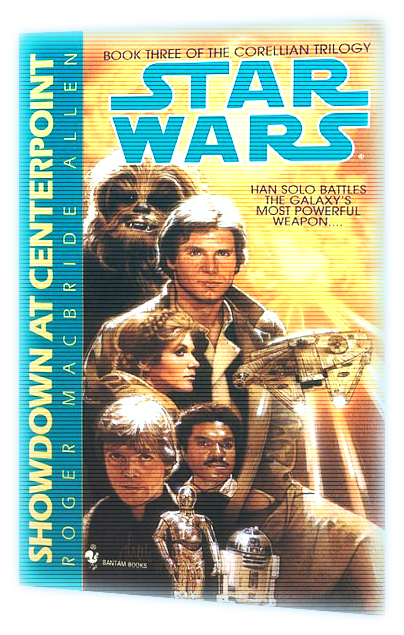 BOOK THREE OF THE CORELLIAN TRILOGY
STAR
WARS®
HAN SOLO BATTLES
THE GALAXY'S
MOST POWERFUL
WEAPON....
SHOWDOWN AT CENTERPOINT
ROGER MACBRIDE ALLEN
BANTAM BOOKS